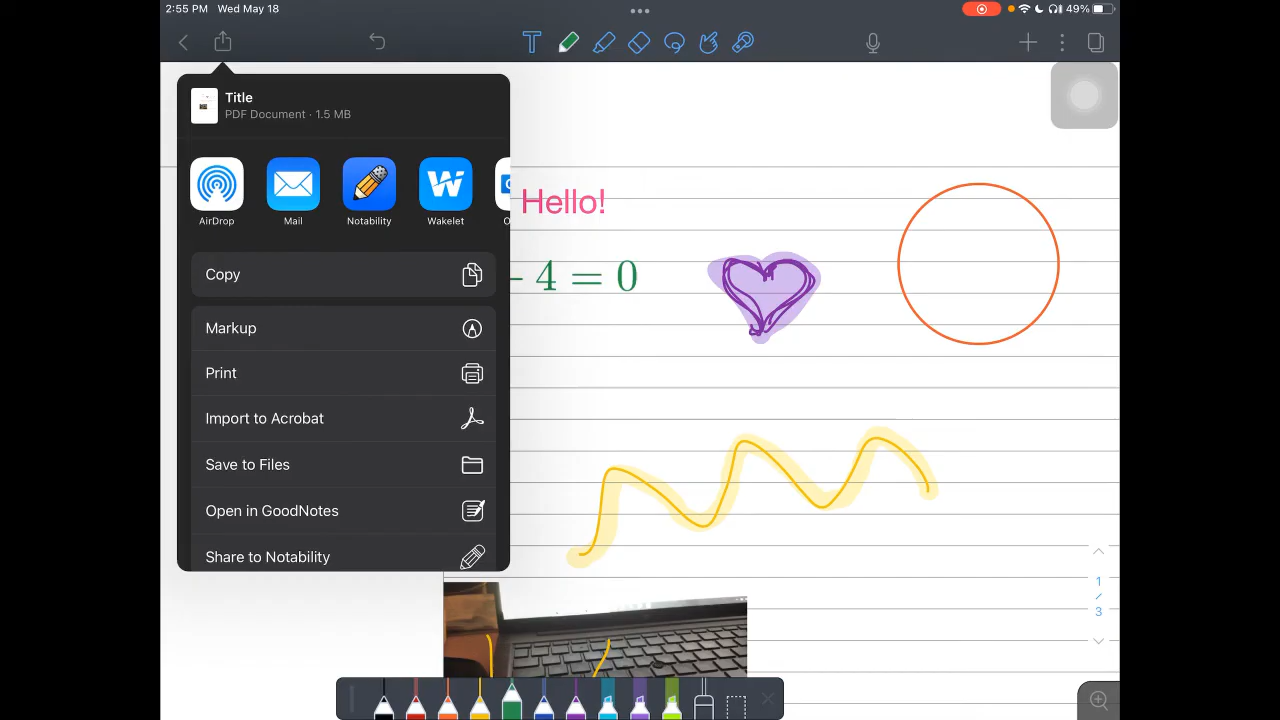 2:55 PM Wed May 18
49%
Title
PDF Document · 1.5 MB
AirDrop
Mail
Notability
Wakelet
Copy
Markup
Print
Import to Acrobat
Save to Files
Open in GoodNotes
Share to Notability
Hello!
- 4 = 0
1
/
3